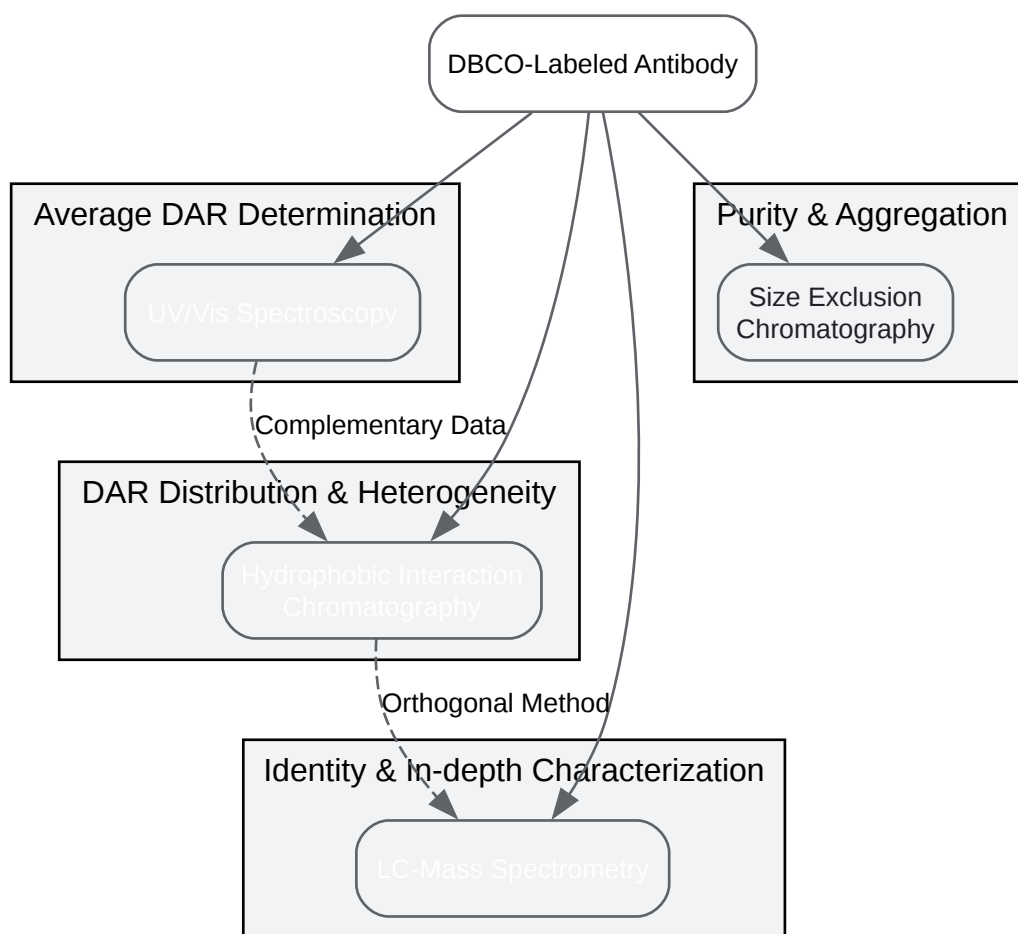 DBCO-Labeled Antibody
Average DAR Determination
Purity & Aggregation
UV/Vis Spectroscopy
Size Exclusion
Chromatography
Complementary Data
DAR Distribution & Heterogeneity
Hydrophobic Interaction
Chromatography
Orthogonal Method
Identity & In-depth Characterization
LC-Mass Spectrometry